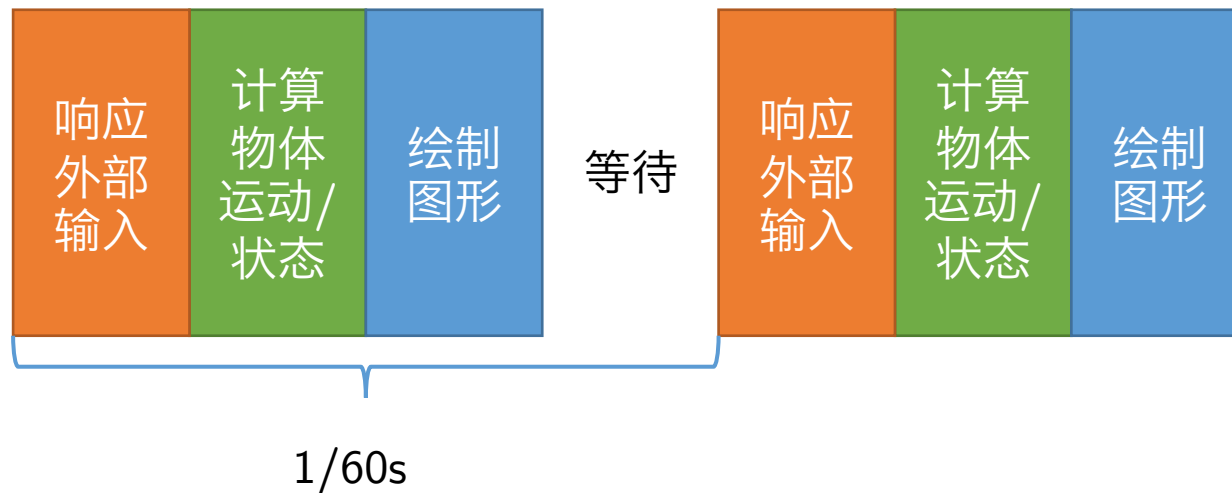 响应
外部
输入
计算
物体
运动/
状态
绘制
图形
等待
响应
外部
输入
计算
物体
运动/
状态
绘制
图形
1/60s